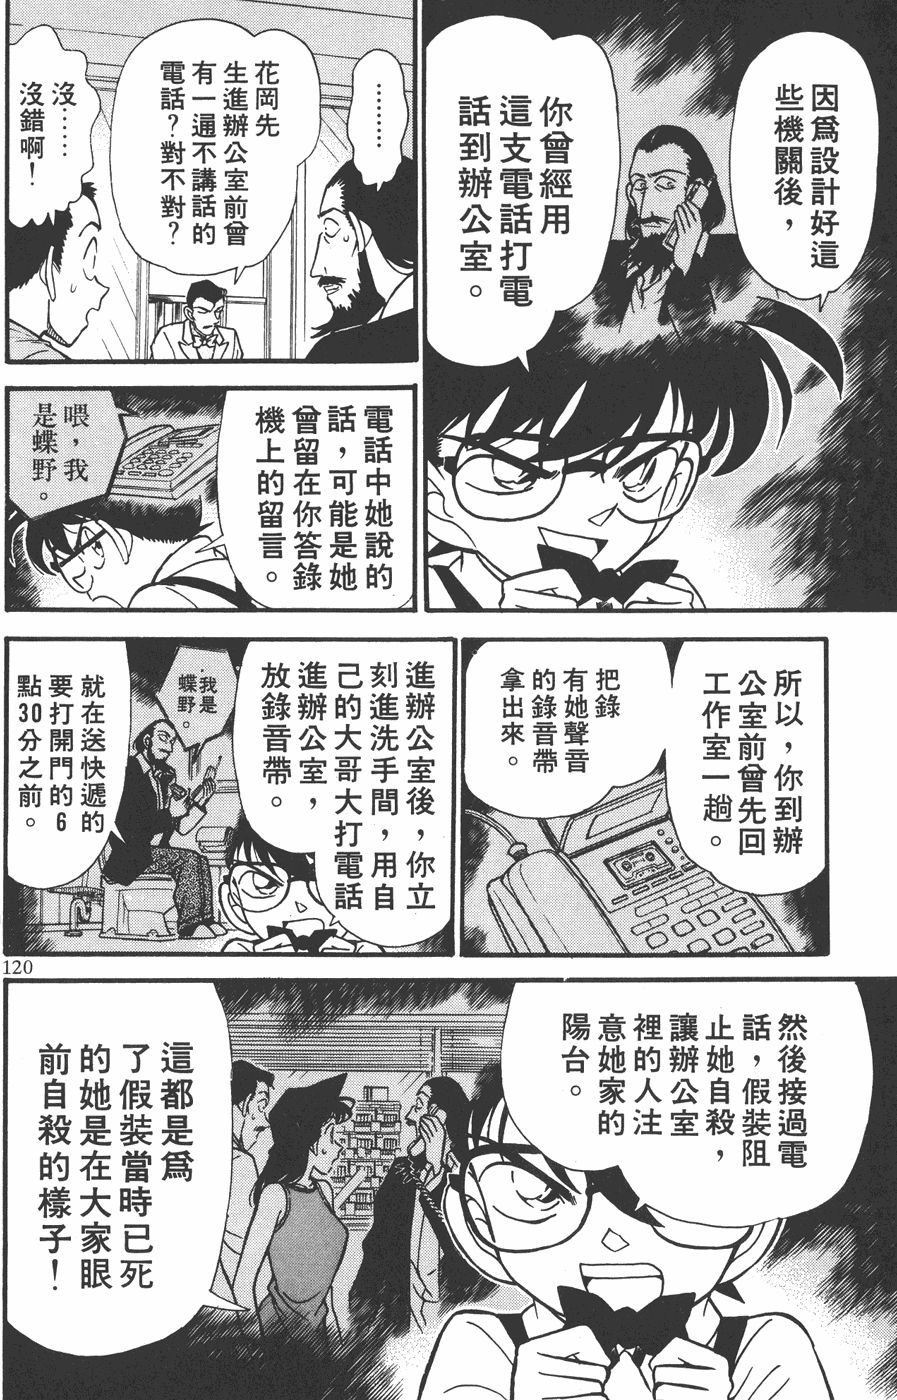 因爲設計好這
些機關後，
你曾經用
這支電話打電
話到辦公室。
………
花岡先
生進辦公室前曾
有一通不講話的
電話？對不對？
沒……
沒錯啊！
電話中她說的
話，可能是她
曾留在你答錄
機上的留言。
喂，我
是蝶野。
所以，你到辦
公室前曾先回
工作室一趟。
把錄
有她聲音
的錄音帶
拿出來。
進辦公室後，你立
刻進洗手間，用自
己的大哥大打電話
進辦公室，
放錄音帶。
．我是
蝶野。
就在送快遞的
要打開門的6
點30分之前。
120
然後接過電
話，假裝阻
止她自殺，
讓辦公室
裡的人注
意她家的
陽台。
這都是爲
了假裝當時已死
的她是在大家眼
前自殺的樣子！